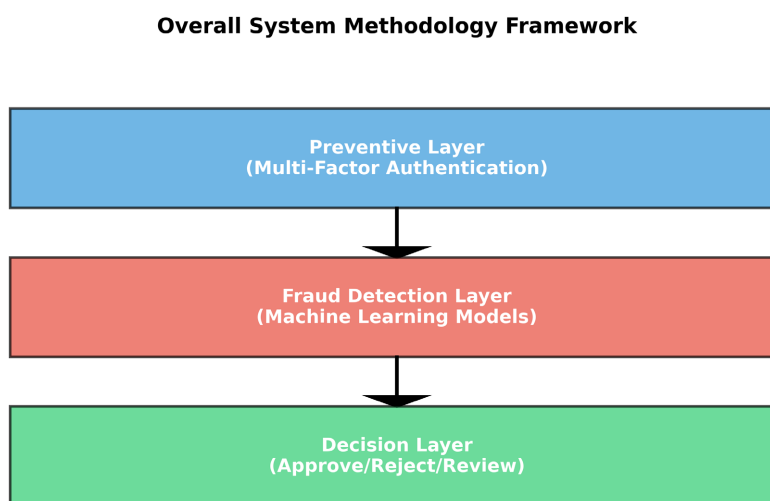 Overall System Methodology Framework
Preventive Layer
(Multi-Factor Authentication)
Fraud Detection Layer
(Machine Learning Models)
Decision Layer
(Approve/Reject/Review)